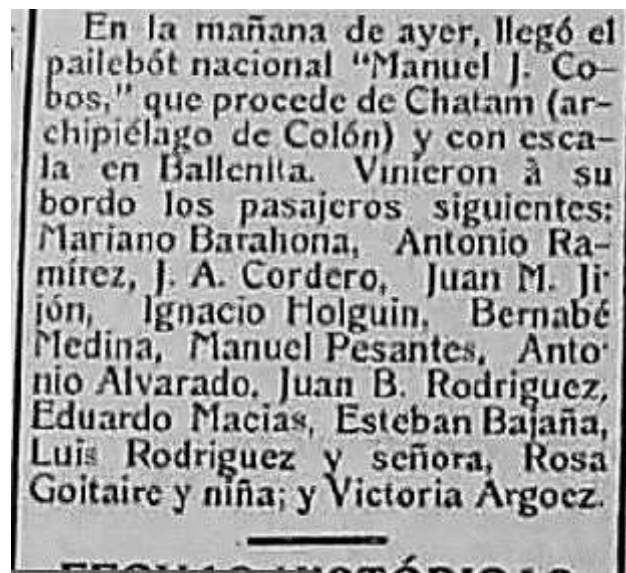 En la mañana de ayer, llegó el
pailebót nacional “Manuel J. Co-
bos,” que procede de Chatam (ar-
chipiélago de Colón) y con esca-
la en Ballenita. Vinieron à su
bordo los pasajeros siguientes:
Mariano Barahona, Antonio Ra-
mírez, J. A. Cordero, Juan M. Ji-
jón, Ignacio Holguin, Bernabé
Medina, Manuel Pesantes, Anto-
nio Alvarado, Juan B. Rodriguez,
Eduardo Macias, Esteban Bajaña,
Luis Rodriguez y señora, Rosa
Goitaire y niña; y Victoria Argoez.